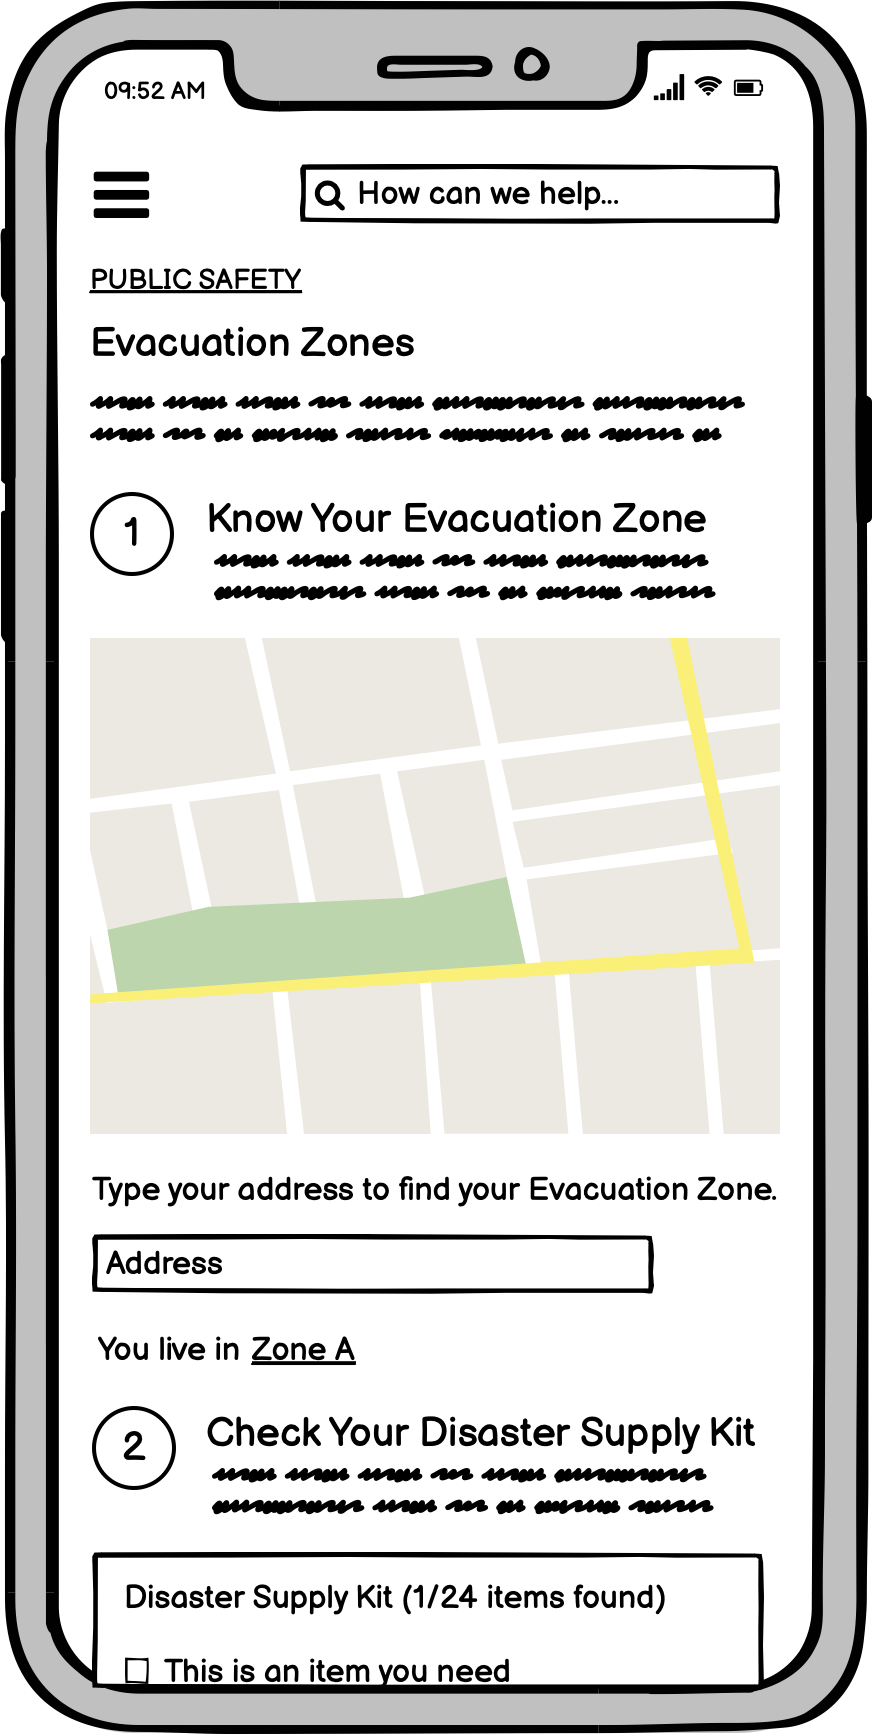 09:52 AM
How can we help...
PUBLIC SAFETY
Evacuation Zones
1
Know Your Evacuation Zone
Type your address to find your Evacuation Zone.
Address
You live in Zone A
2
Check Your Disaster Supply Kit
Disaster Supply Kit (1/24 items found)
This is an item you need